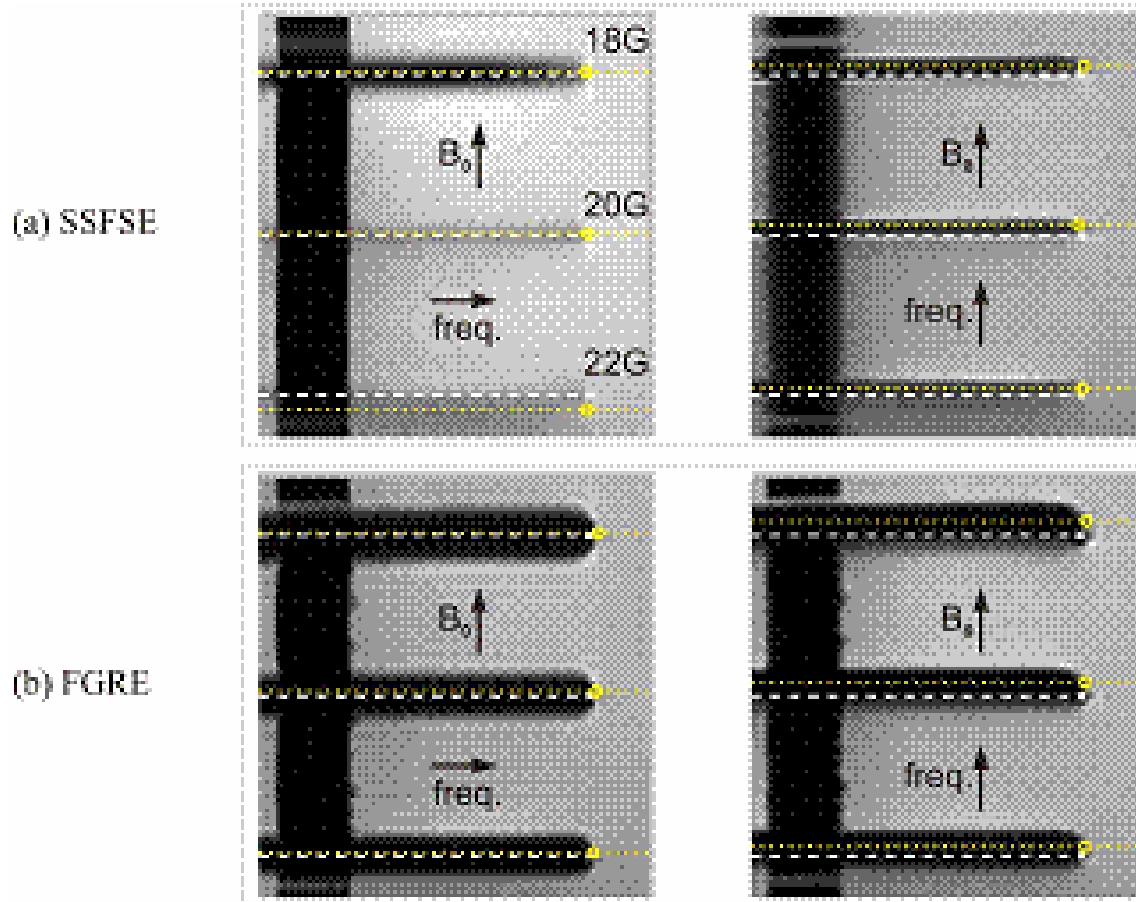 18G
B₀
B₀
20G
(a) SSFSE
freq.
freq.
22G
B₀
B₀
(b) FGRE
freq.
freq.